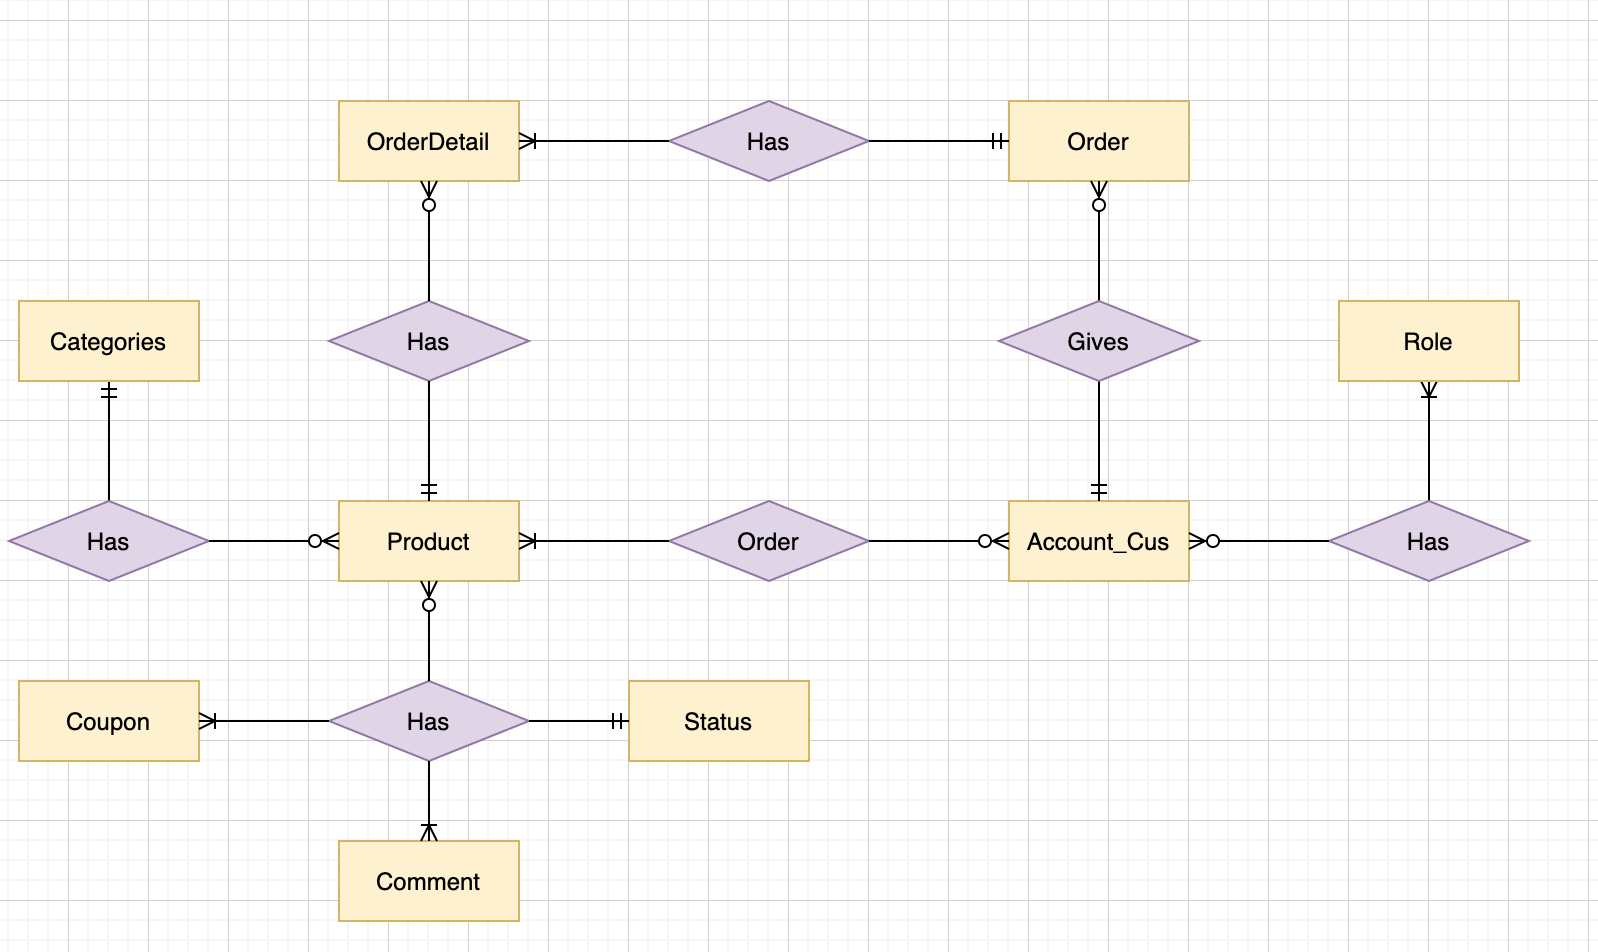 OrderDetail
Has
Order
Categories
Has
Gives
Role
Has
Product
Order
Account_Cus
Has
Coupon
Has
Status
Comment